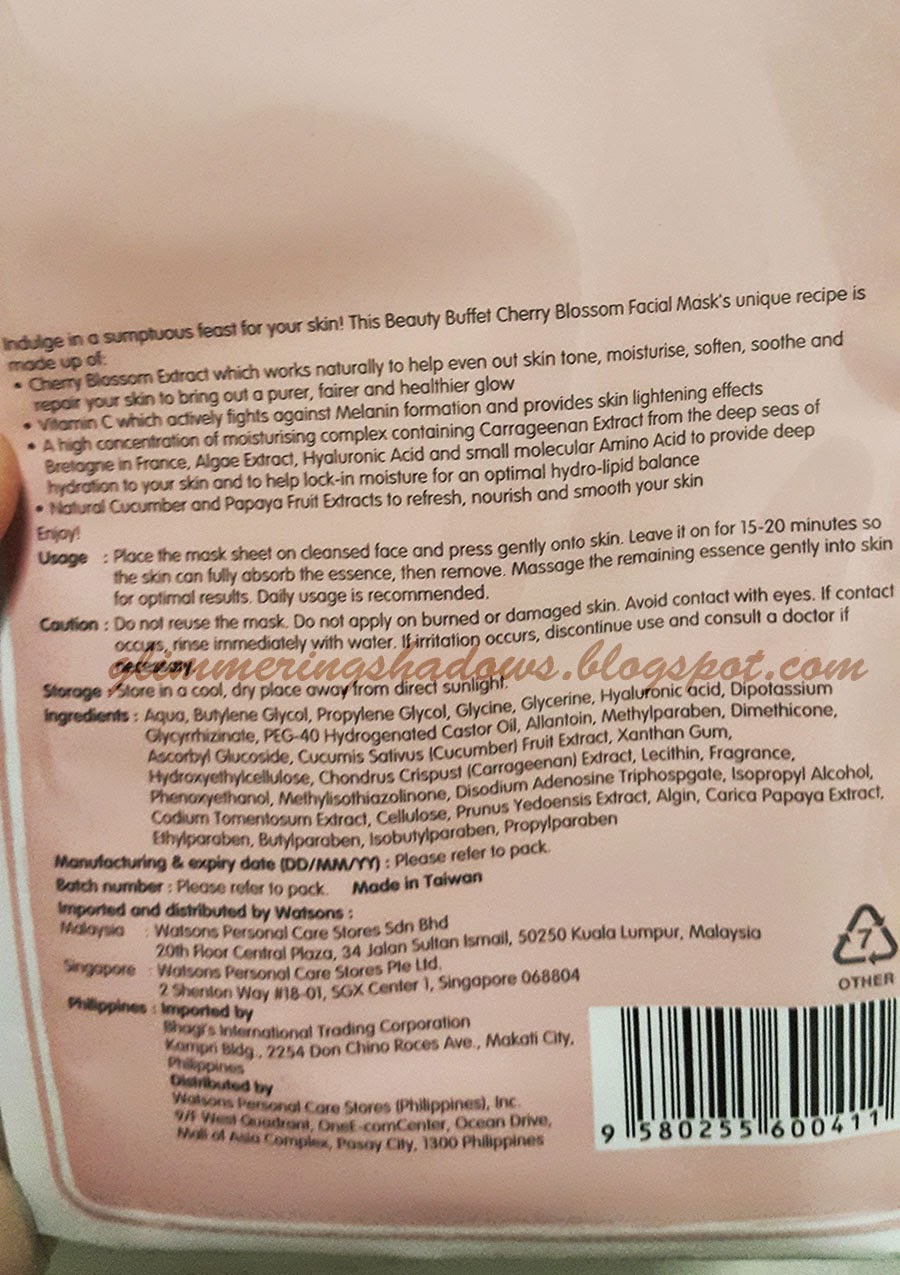 Indulge in a sumptuous feast for your skin! This Beauty Buffet Cherry Blossom Facial Mask's unique recipe is
made up of:
• Cherry Blossom Extract which works naturally to help even out skin tone, moisturise, soften, soothe and
repair your skin to bring out a purer, fairer and healthier glow
• Vitamin C which actively fights against Melanin formation and provides skin lightening effects
• A high concentration of moisturising complex containing Carrageenan Extract from the deep seas of
Bretagne in France, Algae Extract, Hyaluronic Acid and small molecular Amino Acid to provide deep
hydration to your skin and to help lock-in moisture for an optimal hydro-lipid balance
• Natural Cucumber and Papaya Fruit Extracts to refresh, nourish and smooth your skin
Enjoy!
Usage : Place the mask sheet on cleansed face and press gently onto skin. Leave it on for 15-20 minutes so
the skin can fully absorb the essence, then remove. Massage the remaining essence gently into skin
for optimal results. Daily usage is recommended.
Caution : Do not reuse the mask. Do not apply on burned or damaged skin. Avoid contact with eyes. If contact
occurs, rinse immediately with water. If irritation occurs, discontinue use and consult a doctor if
necessary.
glimmeringshadows.blogspot.com
Storage : Store in a cool, dry place away from direct sunlight.
Ingredients : Aqua, Butylene Glycol, Propylene Glycol, Glycine, Glycerine, Hyaluronic acid, Dipotassium
Glycyrrhizinate, PEG-40 Hydrogenated Castor Oil, Allantoin, Methylparaben, Dimethicone,
Ascorbyl Glucoside, Cucumis Sativus (Cucumber) Fruit Extract, Xanthan Gum,
Hydroxyethylcellulose, Chondrus Crispust (Carrageenan) Extract, Lecithin, Fragrance,
Phenoxyethanol, Methylisothiazolinone, Disodium Adenosine Triphospgate, Isopropyl Alcohol,
Codium Tomentosum Extract, Cellulose, Prunus Yedoensis Extract, Algin, Carica Papaya Extract,
Ethylparaben, Butylparaben, Isobutylparaben, Propylparaben
Manufacturing & expiry date (DD/MM/YY) : Please refer to pack.
Batch number : Please refer to pack. Made in Taiwan
Imported and distributed by Watsons :
Malaysia : Watsons Personal Care Stores Sdn Bhd
20th Floor Central Plaza, 34 Jalan Sultan Ismail, 50250 Kuala Lumpur, Malaysia
Singapore : Watsons Personal Care Stores Pte Ltd.
2 Shenton Way #18-01, SGX Center 1, Singapore 068804
Philippines : Imported by
Bhagi's International Trading Corporation
Kampri Bldg., 2254 Don Chino Roces Ave., Makati City,
Philippines
Distributed by
Watsons Personal Care Stores (Philippines), Inc.
9/F West Quadrant, OneE-comCenter, Ocean Drive,
Mall of Asia Complex, Pasay City, 1300 Philippines
7
OTHER
9 580255 600411